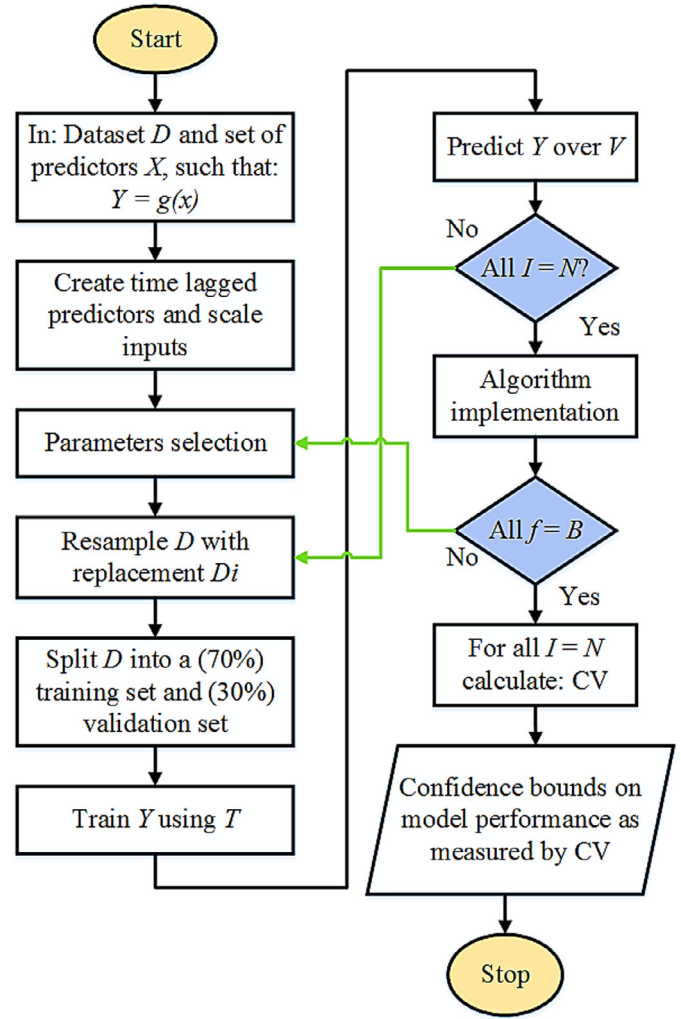 Start
In: Dataset D and set of
predictors X, such that:
Y = g(x)
Create time lagged
predictors and scale
inputs
Parameters selection
Resample D with
replacement Di
Split D into a (70%)
training set and (30%)
validation set
Train Y using T
Predict Y over V
No
All I = N?
Yes
Algorithm
implementation
All f = B
No
Yes
For all I = N
calculate: CV
Confidence bounds on
model performance as
measured by CV
Stop